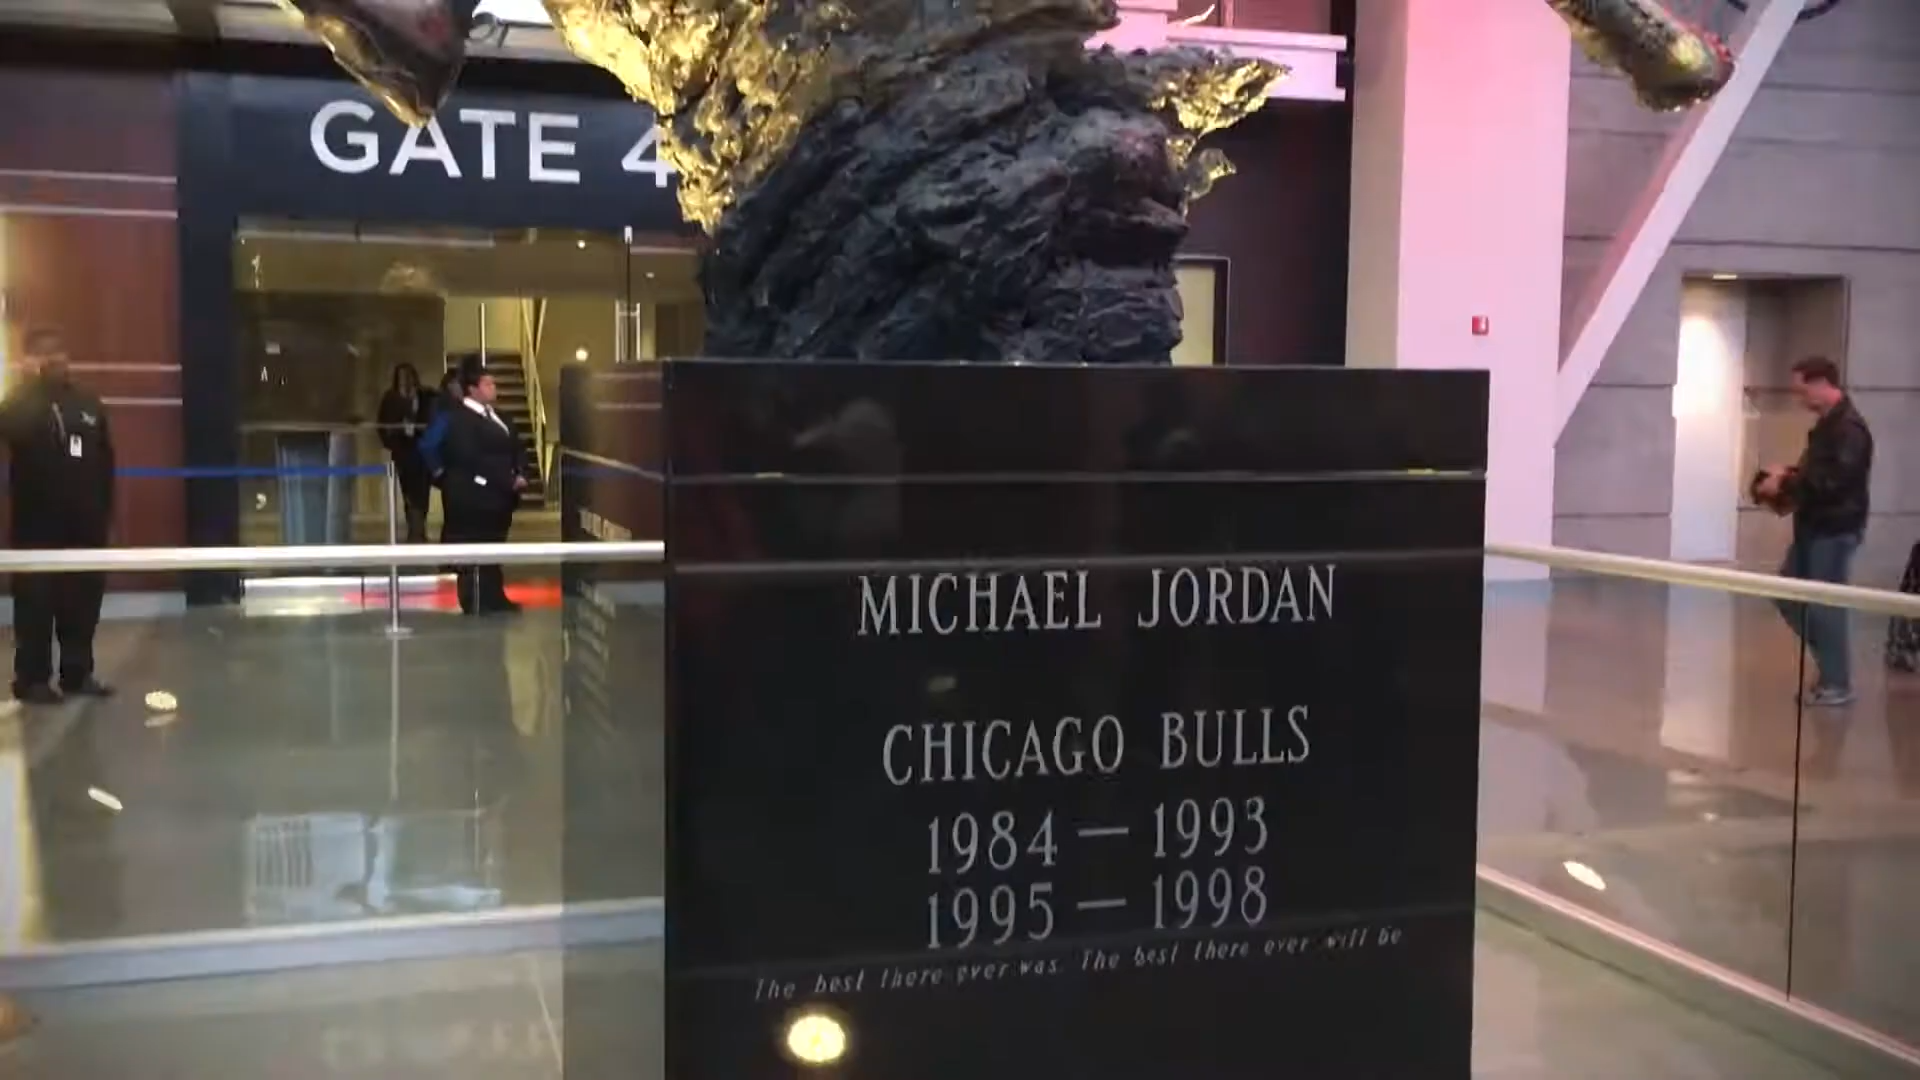 GATE 4
MICHAEL JORDAN
CHICAGO BULLS
1984 — 1993
1995 — 1998
The best there ever was. The best there ever will be